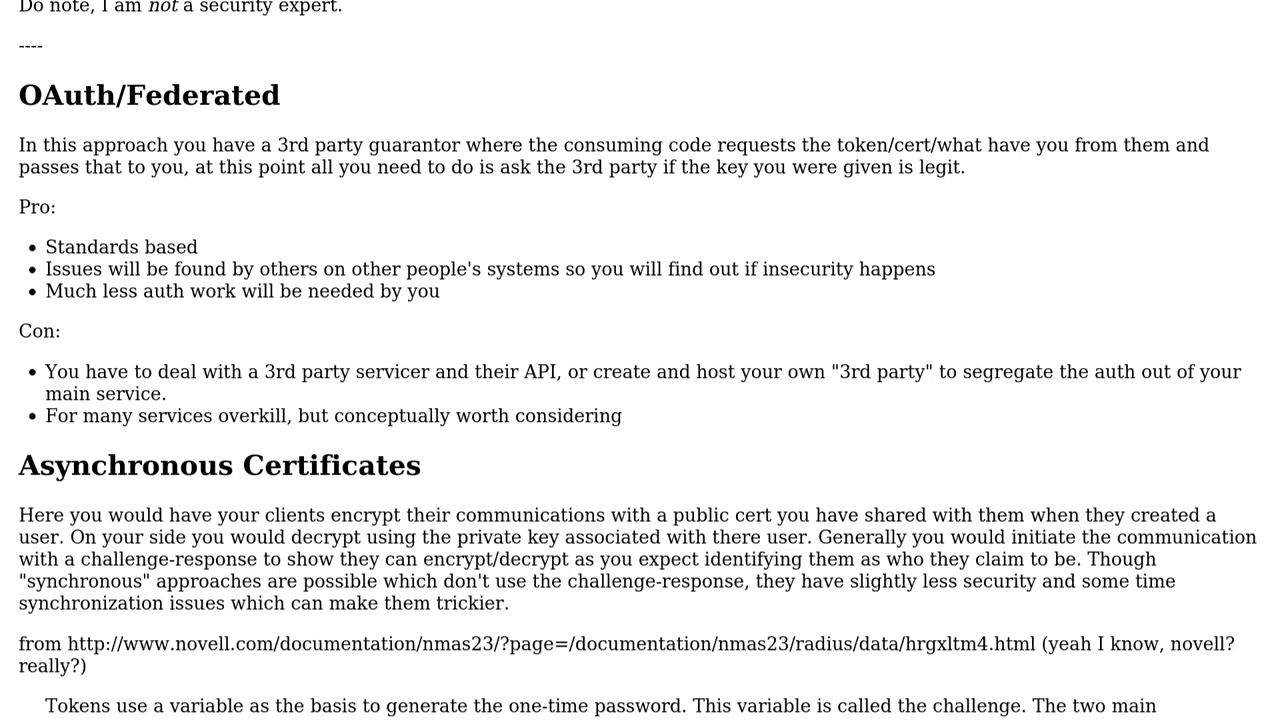 Do note, I am not a security expert.
----
OAuth/Federated
In this approach you have a 3rd party guarantor where the consuming code requests the token/cert/what have you from them and
passes that to you, at this point all you need to do is ask the 3rd party if the key you were given is legit.
Pro:
• Standards based
• Issues will be found by others on other people's systems so you will find out if insecurity happens
• Much less auth work will be needed by you
Con:
• You have to deal with a 3rd party servicer and their API, or create and host your own "3rd party" to segregate the auth out of your
main service.
• For many services overkill, but conceptually worth considering
Asynchronous Certificates
Here you would have your clients encrypt their communications with a public cert you have shared with them when they created a
user. On your side you would decrypt using the private key associated with there user. Generally you would initiate the communication
with a challenge-response to show they can encrypt/decrypt as you expect identifying them as who they claim to be. Though
"synchronous" approaches are possible which don't use the challenge-response, they have slightly less security and some time
synchronization issues which can make them trickier.
from http://www.novell.com/documentation/nmas23/?page=/documentation/nmas23/radius/data/hrgxltm4.html (yeah I know, novell?
really?)
Tokens use a variable as the basis to generate the one-time password. This variable is called the challenge. The two main